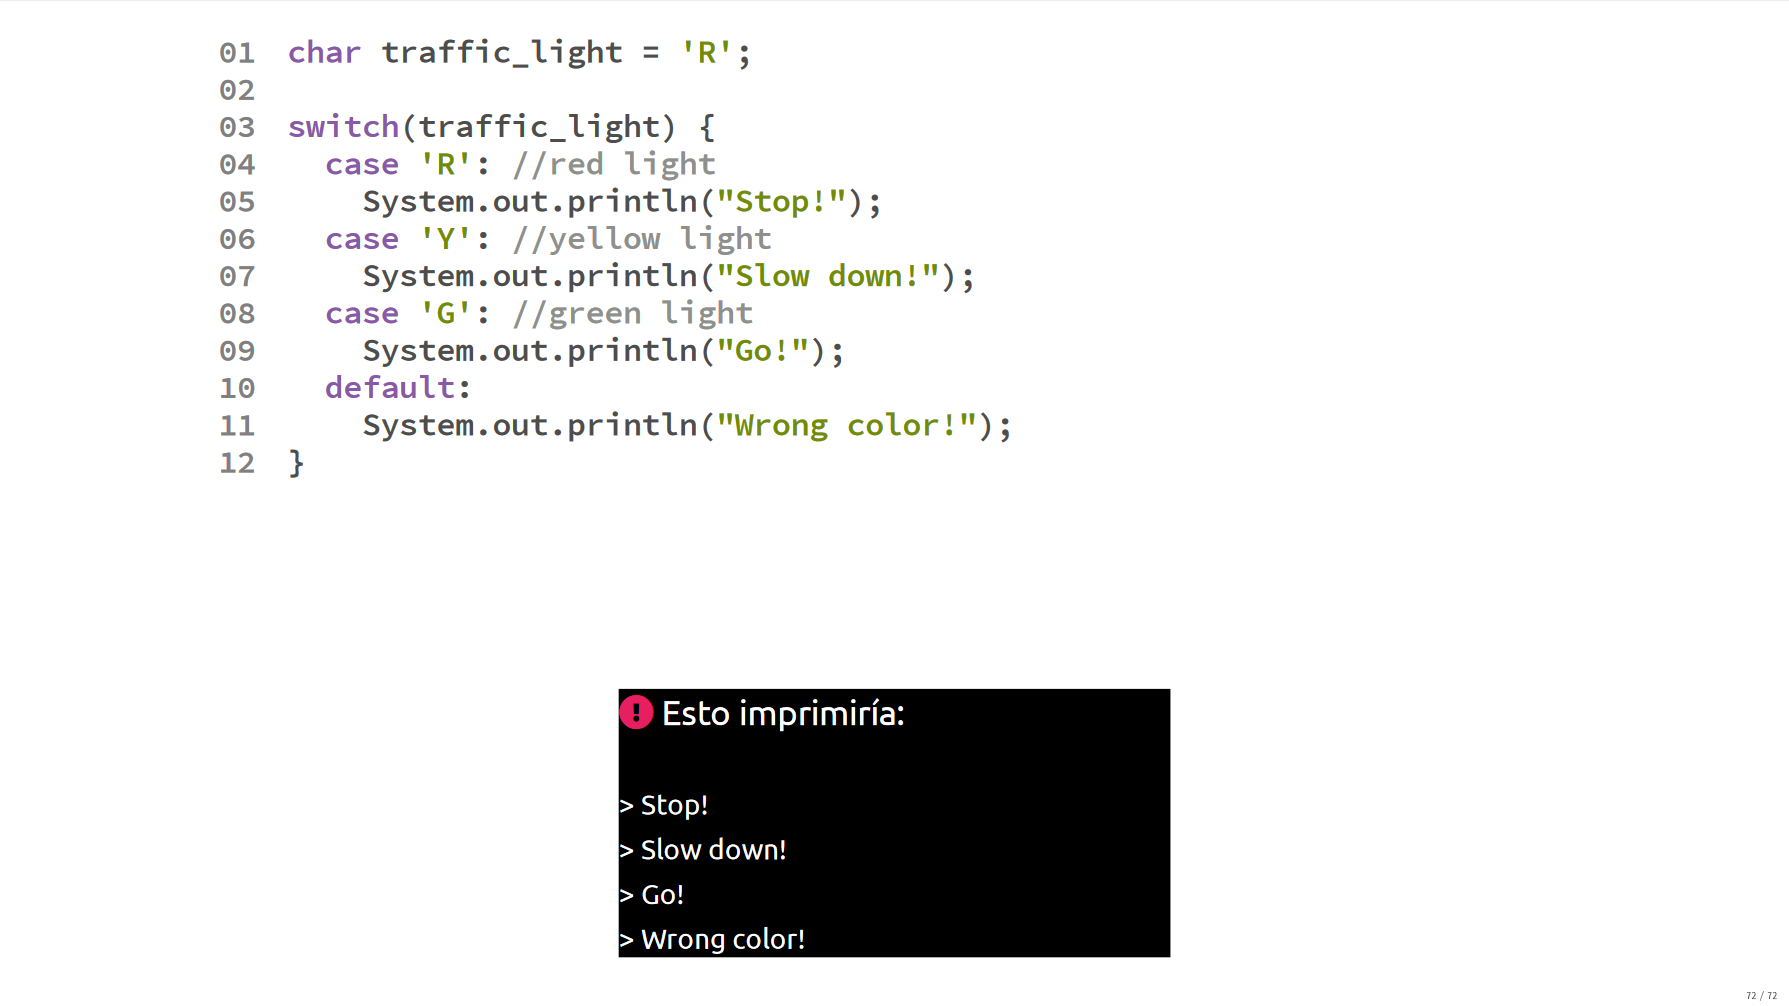 01 char traffic_light = 'R';
02
03 switch(traffic_light) {
04   case 'R': //red light
05     System.out.println("Stop!");
06   case 'Y': //yellow light
07     System.out.println("Slow down!");
08   case 'G': //green light
09     System.out.println("Go!");
10   default:
11     System.out.println("Wrong color!");
12 }
Esto imprimiría:
> Stop!
> Slow down!
> Go!
> Wrong color!
72 / 72